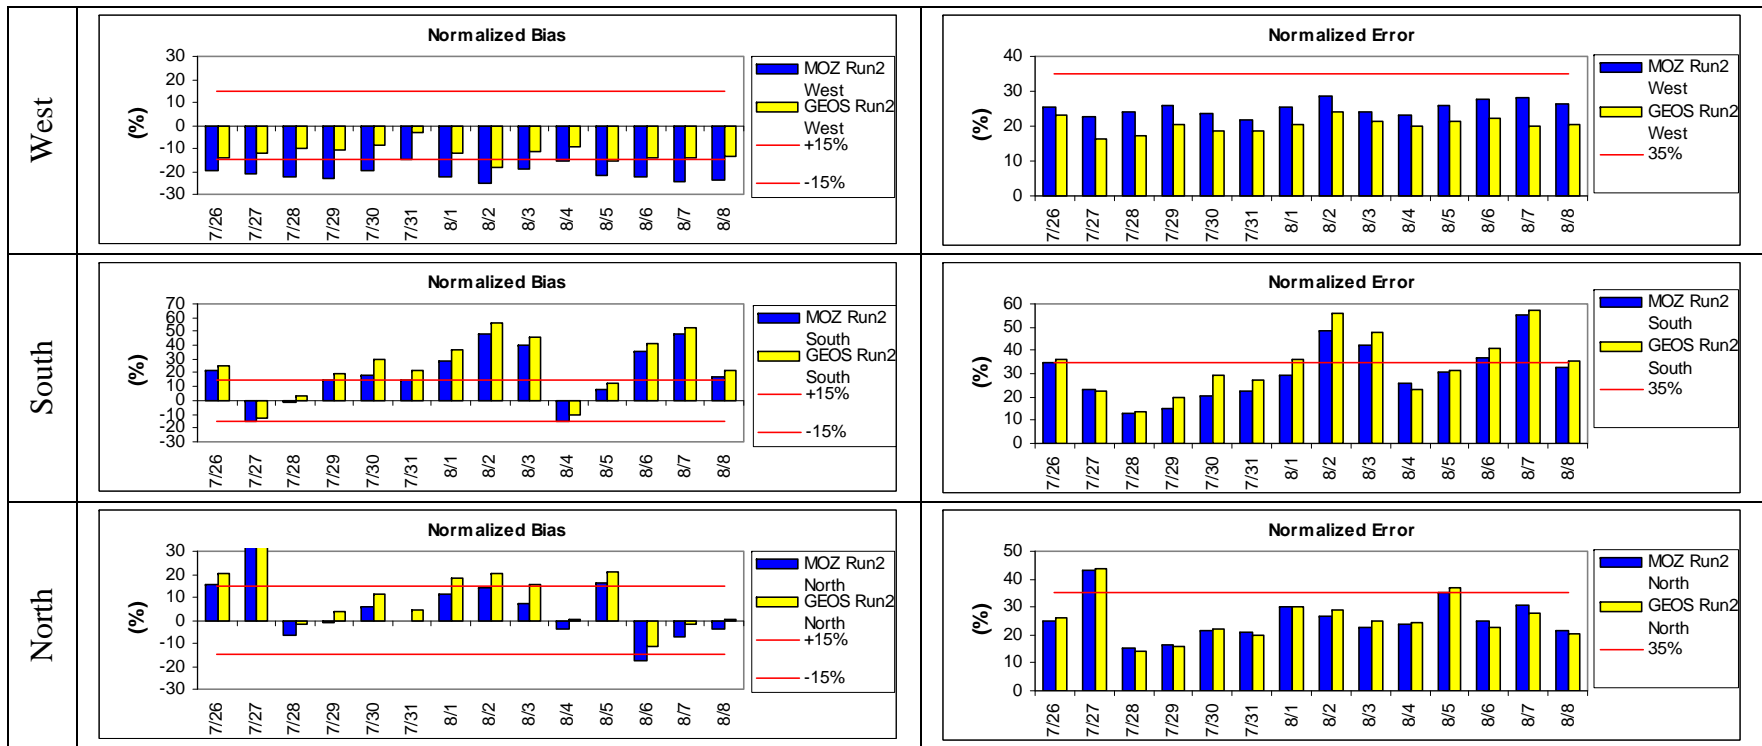 West
Normalized Bias
30
20
10
0
-10
-20
-30
(%)
7/26 7/27 7/28 7/29 7/30 7/31 8/1 8/2 8/3 8/4 8/5 8/6 8/7 8/8
MOZ Run2
West
GEOS Run2
West
+15%
-15%
Normalized Error
40
30
20
10
0
(%)
7/26 7/27 7/28 7/29 7/30 7/31 8/1 8/2 8/3 8/4 8/5 8/6 8/7 8/8
MOZ Run2
West
GEOS Run2
West
35%
South
Normalized Bias
70
60
50
40
30
20
10
0
-10
-20
-30
(%)
7/26 7/27 7/28 7/29 7/30 7/31 8/1 8/2 8/3 8/4 8/5 8/6 8/7 8/8
MOZ Run2
South
GEOS Run2
South
+15%
-15%
Normalized Error
60
50
40
30
20
10
0
(%)
7/26 7/27 7/28 7/29 7/30 7/31 8/1 8/2 8/3 8/4 8/5 8/6 8/7 8/8
MOZ Run2
South
GEOS Run2
South
35%
North
Normalized Bias
30
20
10
0
-10
-20
-30
(%)
7/26 7/27 7/28 7/29 7/30 7/31 8/1 8/2 8/3 8/4 8/5 8/6 8/7 8/8
MOZ Run2
North
GEOS Run2
North
+15%
-15%
Normalized Error
50
40
30
20
10
0
(%)
7/26 7/27 7/28 7/29 7/30 7/31 8/1 8/2 8/3 8/4 8/5 8/6 8/7 8/8
MOZ Run2
North
GEOS Run2
North
35%